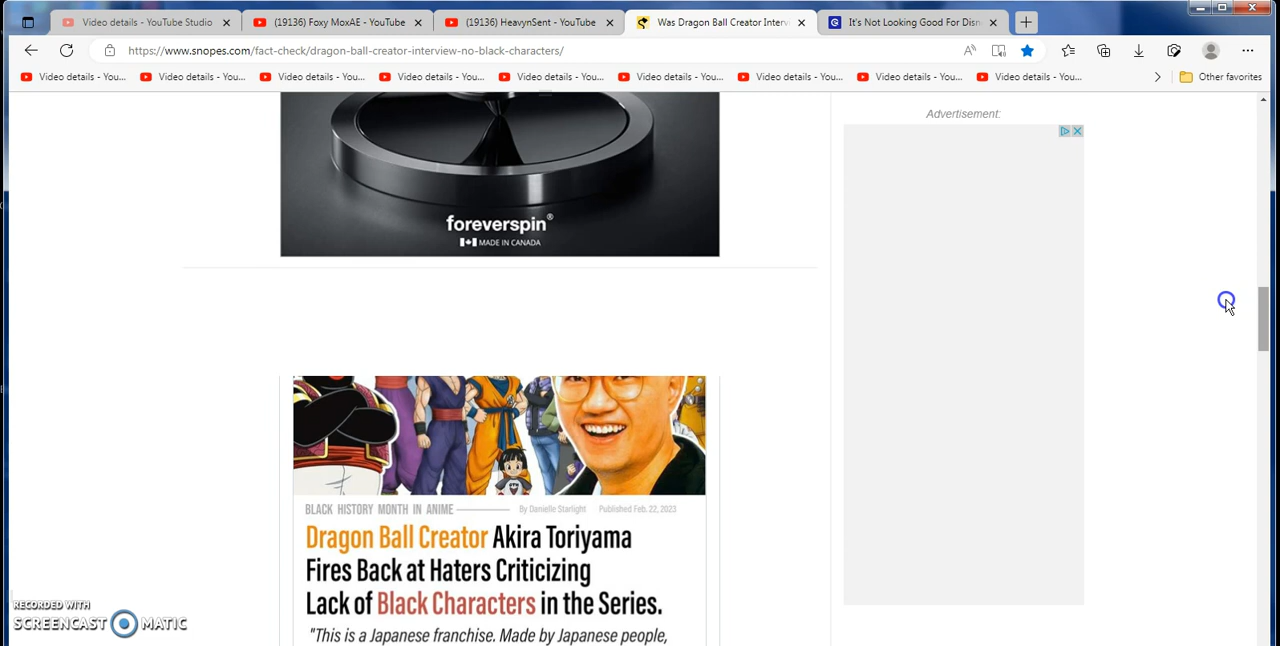 Video details - YouTube Studio
(19136) Foxy MoxAE - YouTube
(19136) HeavynSent - YouTube
Was Dragon Ball Creator Interv
It's Not Looking Good For Disn
https://www.snopes.com/fact-check/dragon-ball-creator-interview-no-black-characters/
Video details - You... Video details - You... Video details - You... Video details - You... Video details - You... Video details - You... Video details - You... Video details - You... Video details - You... Other favorites
Advertisement:
foreverspin®
MADE IN CANADA
BLACK HISTORY MONTH IN ANIME By Danielle Starlight Published Feb. 22, 2023
Dragon Ball Creator Akira Toriyama
Fires Back at Haters Criticizing
Lack of Black Characters in the Series.
"This is a Japanese franchise. Made by Japanese people,
RECORDED WITH
SCREENCAST MATIC